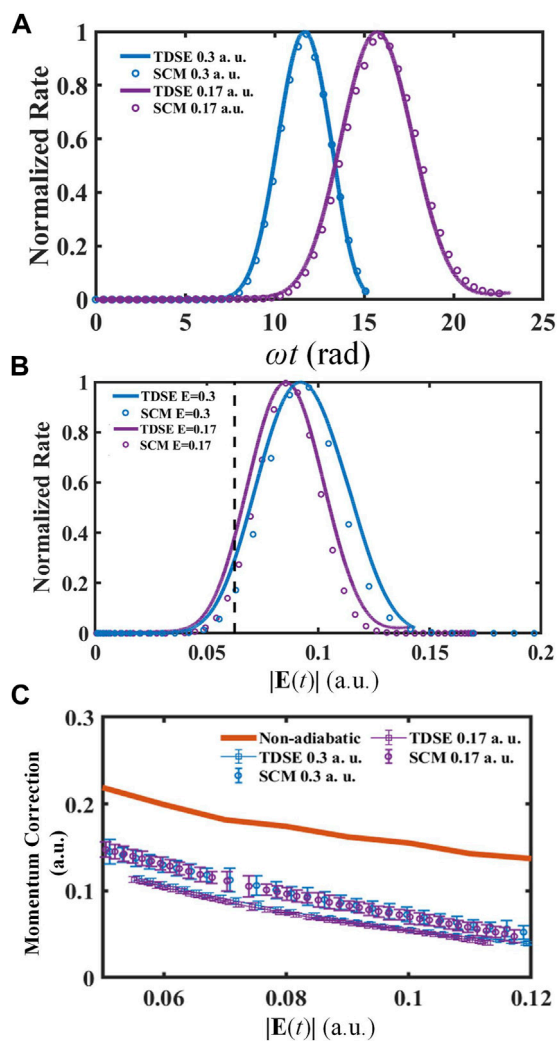 A
1
0.8
0.6
0.4
0.2
0
Normalized Rate
TDSE 0.3 a. u.
SCM 0.3 a. u.
TDSE 0.17 a. u.
SCM 0.17 a.u.
0 5 10 15 20 25
ωt (rad)
B
1
0.8
0.6
0.4
0.2
0
Normalized Rate
TDSE E=0.3
SCM E=0.3
TDSE E=0.17
SCM E=0.17
0 0.05 0.1 0.15 0.2
|E(t)| (a.u.)
C
0.3
0.2
0.1
0
Momentum Correction
(a.u.)
Non-adiabatic
TDSE 0.3 a. u.
SCM 0.3 a. u.
TDSE 0.17 a. u.
SCM 0.17 a. u.
0.06 0.08 0.1 0.12
|E(t)| (a.u.)